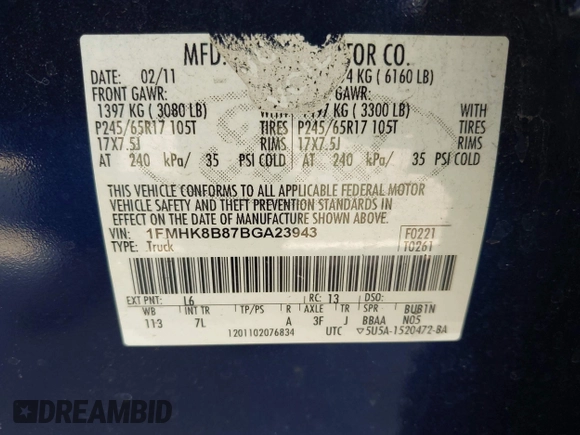 MFD. TOR CO.
DATE: 02/11 4 KG ( 6160 LB)
FRONT GAWR:
1397 KG ( 3080 LB) KG ( 3300 LB) WITH
P245/65R17 105T TIRES P245/65R17 105T TIRES
17X7.5J RIMS 17X7.5J RIMS
AT 240 kPa/ 35 PSI COLD AT 240 kPa/ 35 PSI COLD
THIS VEHICLE CONFORMS TO ALL APPLICABLE FEDERAL MOTOR
VEHICLE SAFETY AND THEFT PREVENTION STANDARDS IN
EFFECT ON THE DATE OF MANUFACTURE SHOWN ABOVE
VIN: 1FMHK8B87BGA23943 F0221
TYPE: Truck T0261
EXT PNT: L6 RC: 13 DSO:
WB INT TR TP/PS R AXLE TR SPR BUBTN
113 7L A 3F J BBAA N05
1201102076834 UTC ▽5U5A-1520472-BA
DREAMBID